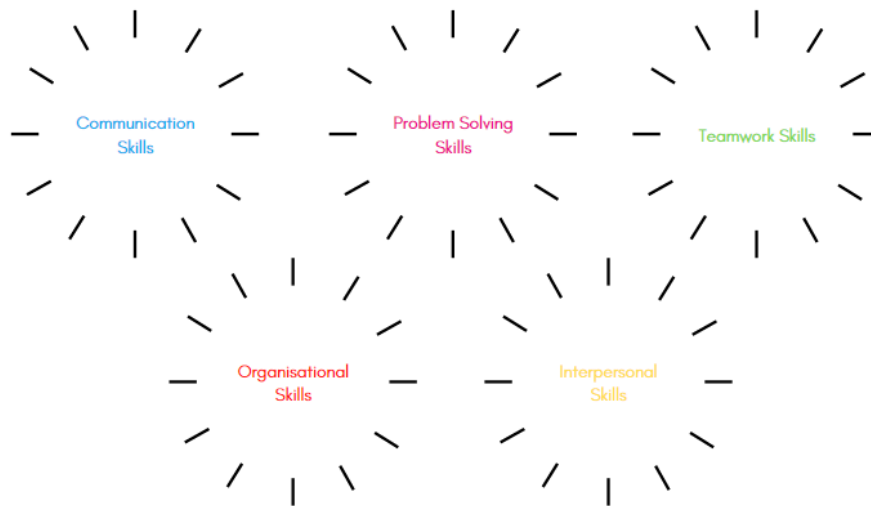 Communication
Skills
Problem Solving
Skills
Teamwork Skills
Organisational
Skills
Interpersonal
Skills